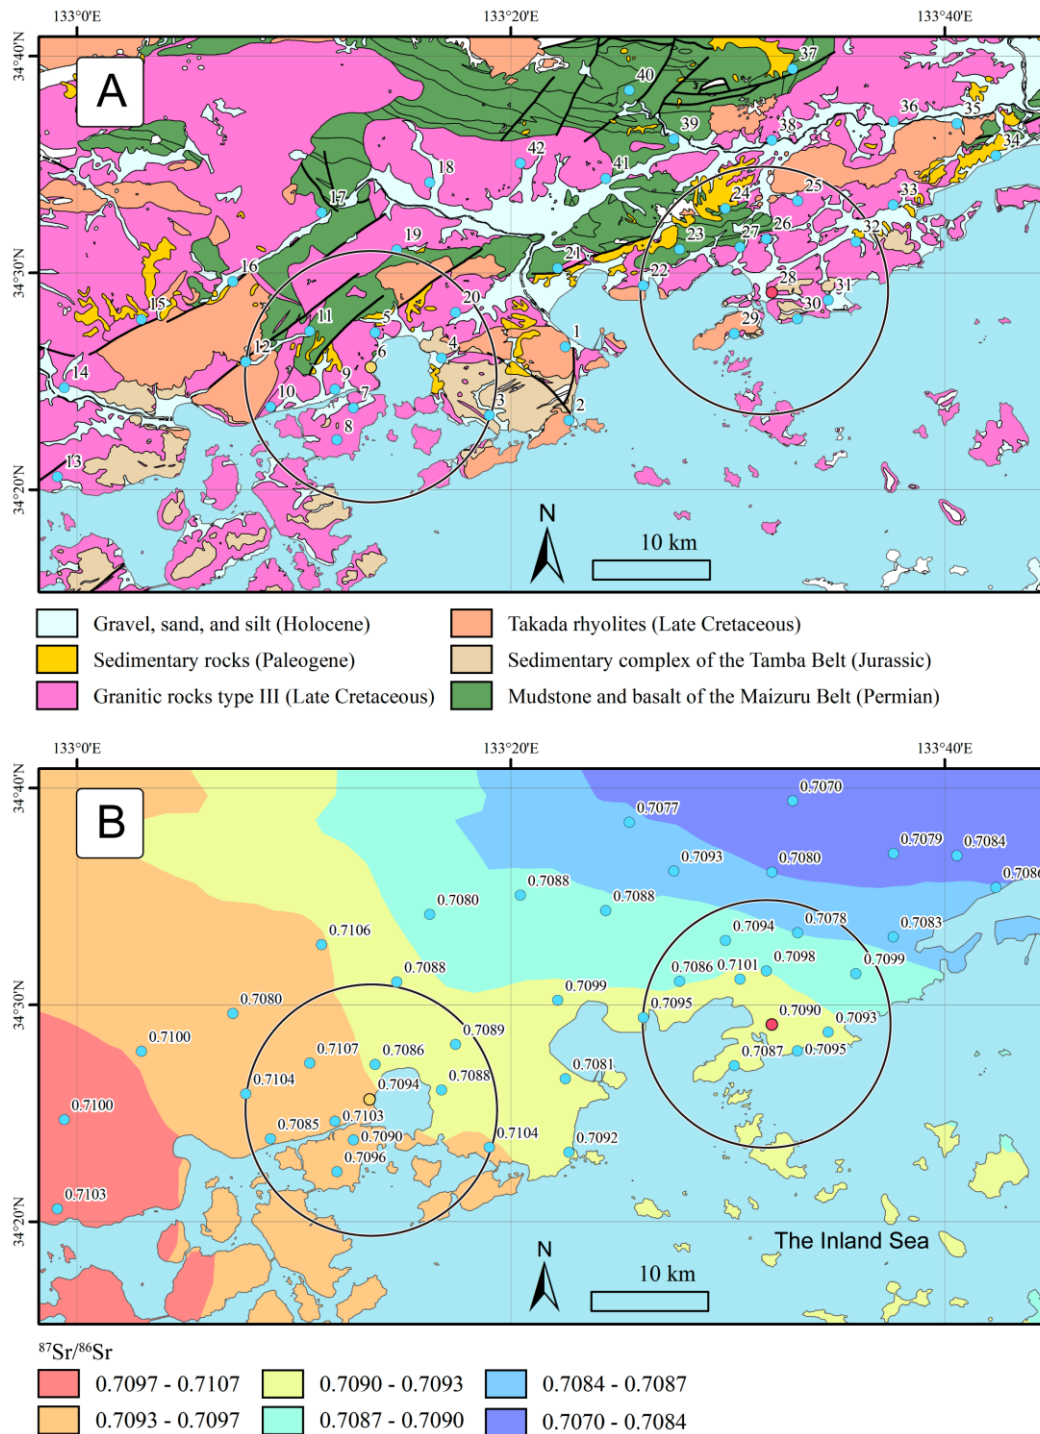 133°0'E 133°20'E 133°40'E
34°40'N
34°30'N
34°20'N
A
37
40
36 35
39 38
34
42 41
18
24 25
17 33
23 27 26 32
19
21
16 22 28 31
30
20
15 29
11 5
1
12 6 4
14 9
10 7 3 2
8
13
N
10 km
Gravel, sand, and silt (Holocene) Takada rhyolites (Late Cretaceous)
Sedimentary rocks (Paleogene) Sedimentary complex of the Tamba Belt (Jurassic)
Granitic rocks type III (Late Cretaceous) Mudstone and basalt of the Maizuru Belt (Permian)
133°0'E 133°20'E 133°40'E
34°40'N
34°30'N
34°20'N
B
0.7070
0.7077
0.7079 0.7084
0.7093 0.7080
0.7086
0.7088 0.7088
0.7080
0.7094 0.7078 0.7083
0.7106
0.7086 0.7101 0.7098 0.7099
0.7088
0.7099
0.7080 0.7095 0.7090 0.7093
0.7089
0.7100 0.7087 0.7095
0.7107 0.7086
0.7081
0.7104 0.7094 0.7088
0.7100
0.7103
0.7085 0.7090 0.7104 0.7092
0.7096
0.7103
The Inland Sea
N
10 km
⁸⁷Sr/⁸⁶Sr
0.7097 - 0.7107 0.7090 - 0.7093 0.7084 - 0.7087
0.7093 - 0.7097 0.7087 - 0.7090 0.7070 - 0.7084